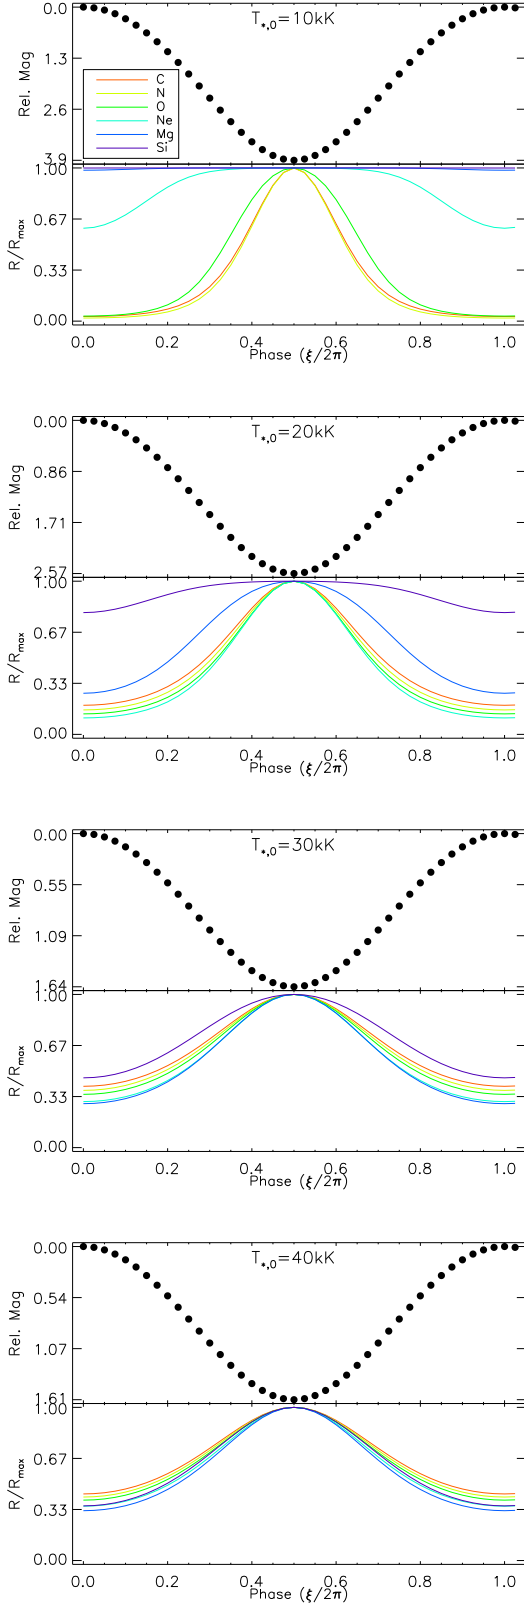 T*,0=10kK
0.0
1.3
2.6
3.9
Rel. Mag
C
N
O
Ne
Mg
Si
1.00
0.67
0.33
0.00
R/Rmax
0.0 0.2 0.4 0.6 0.8 1.0
Phase (ξ/2π)
T*,0=20kK
0.00
0.86
1.71
2.57
Rel. Mag
1.00
0.67
0.33
0.00
R/Rmax
0.0 0.2 0.4 0.6 0.8 1.0
Phase (ξ/2π)
T*,0=30kK
0.00
0.55
1.09
1.64
Rel. Mag
1.00
0.67
0.33
0.00
R/Rmax
0.0 0.2 0.4 0.6 0.8 1.0
Phase (ξ/2π)
T*,0=40kK
0.00
0.54
1.07
1.61
Rel. Mag
1.00
0.67
0.33
0.00
R/Rmax
0.0 0.2 0.4 0.6 0.8 1.0
Phase (ξ/2π)